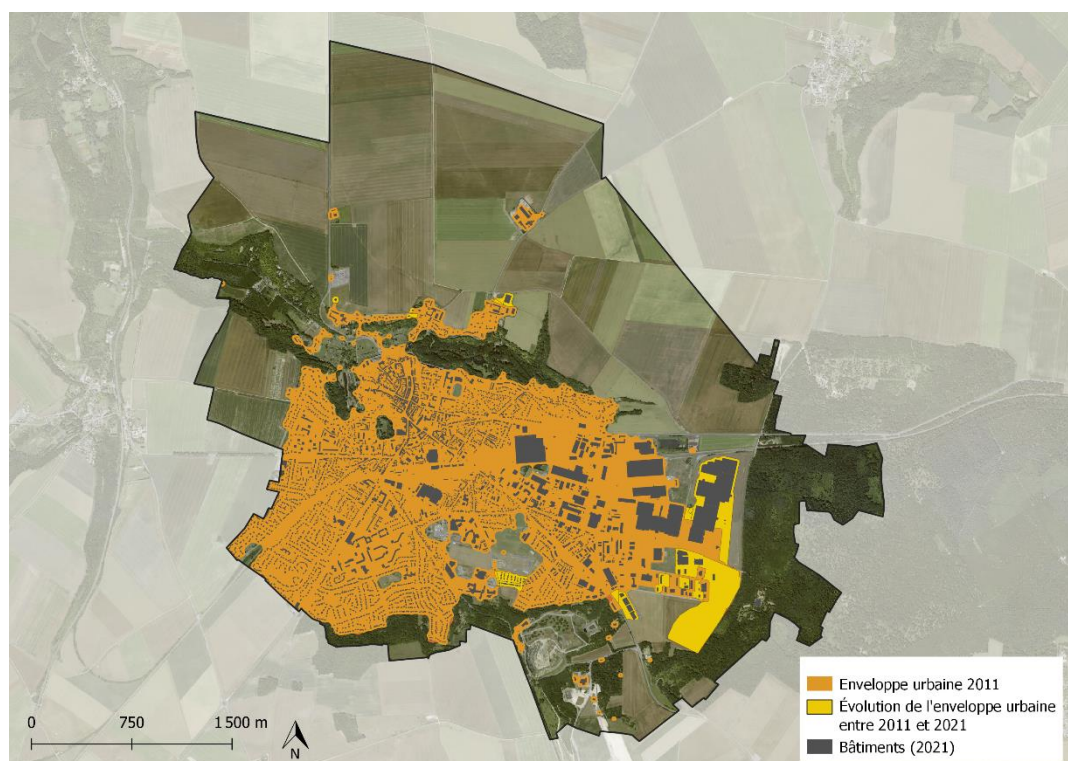 Enveloppe urbaine 2011
Évolution de l'enveloppe urbaine
entre 2011 et 2021
Bâtiments (2021)
0 750 1 500 m
N